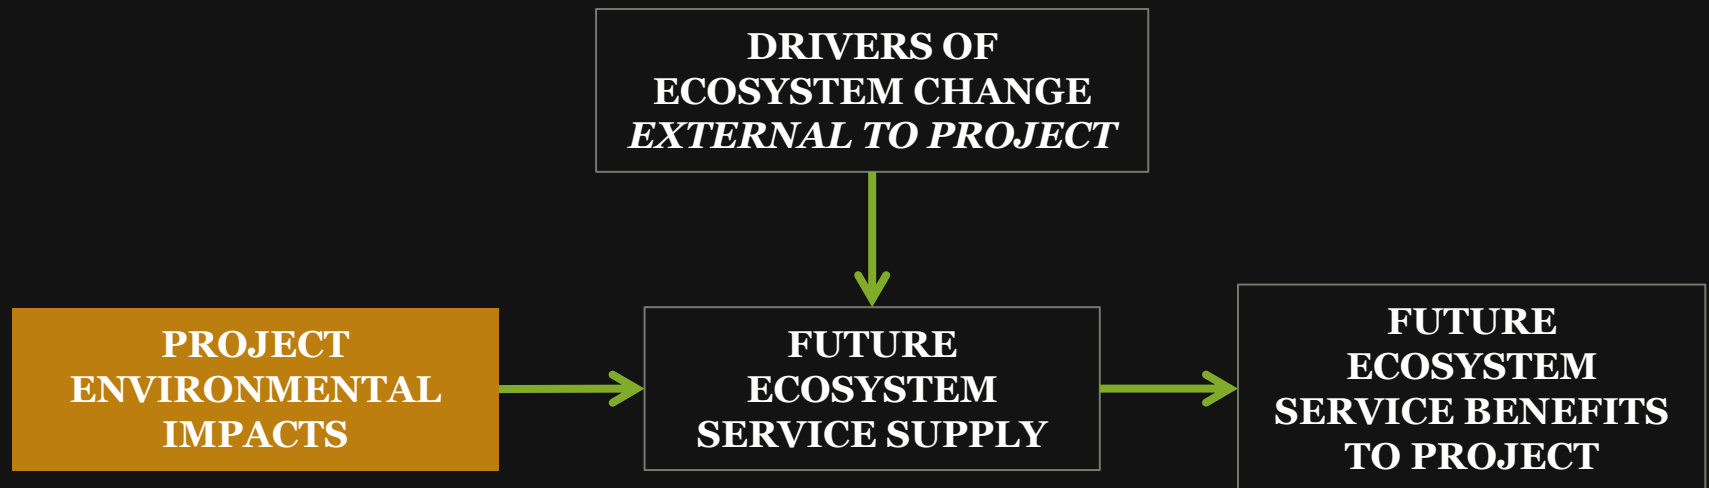 DRIVERS OF
ECOSYSTEM CHANGE
EXTERNAL TO PROJECT
PROJECT
ENVIRONMENTAL
IMPACTS
FUTURE
ECOSYSTEM
SERVICE SUPPLY
FUTURE
ECOSYSTEM
SERVICE BENEFITS
TO PROJECT